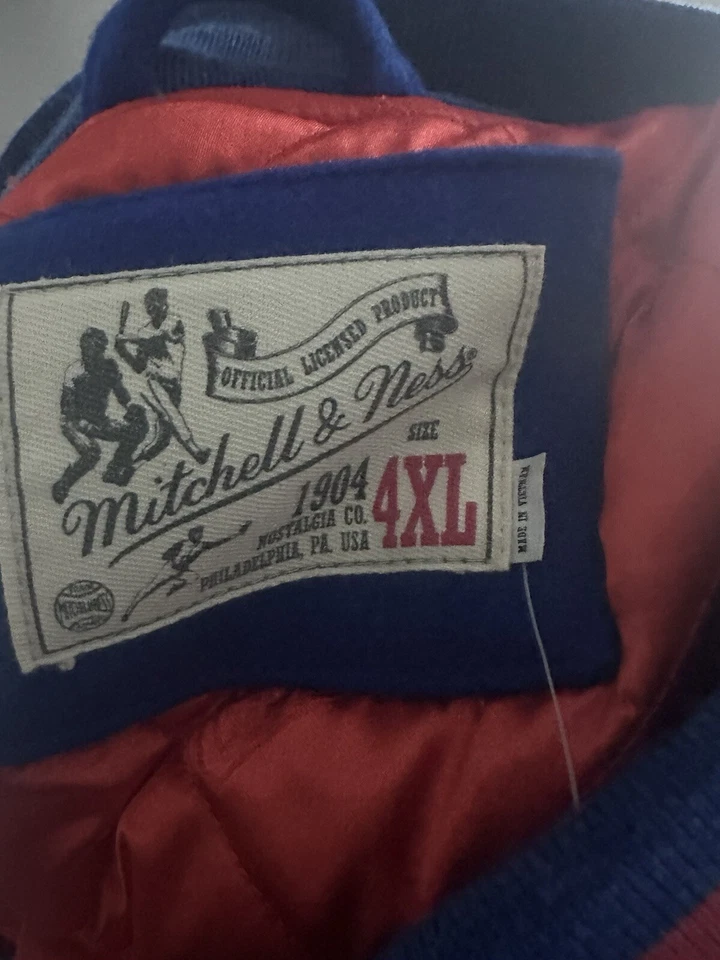 OFFICIAL LICENSED PRODUCT
Mitchell & Ness®
SIZE
1904
4XL
NOSTALGIA CO.
PHILADELPHIA, PA. USA
MADE IN VIETNAM